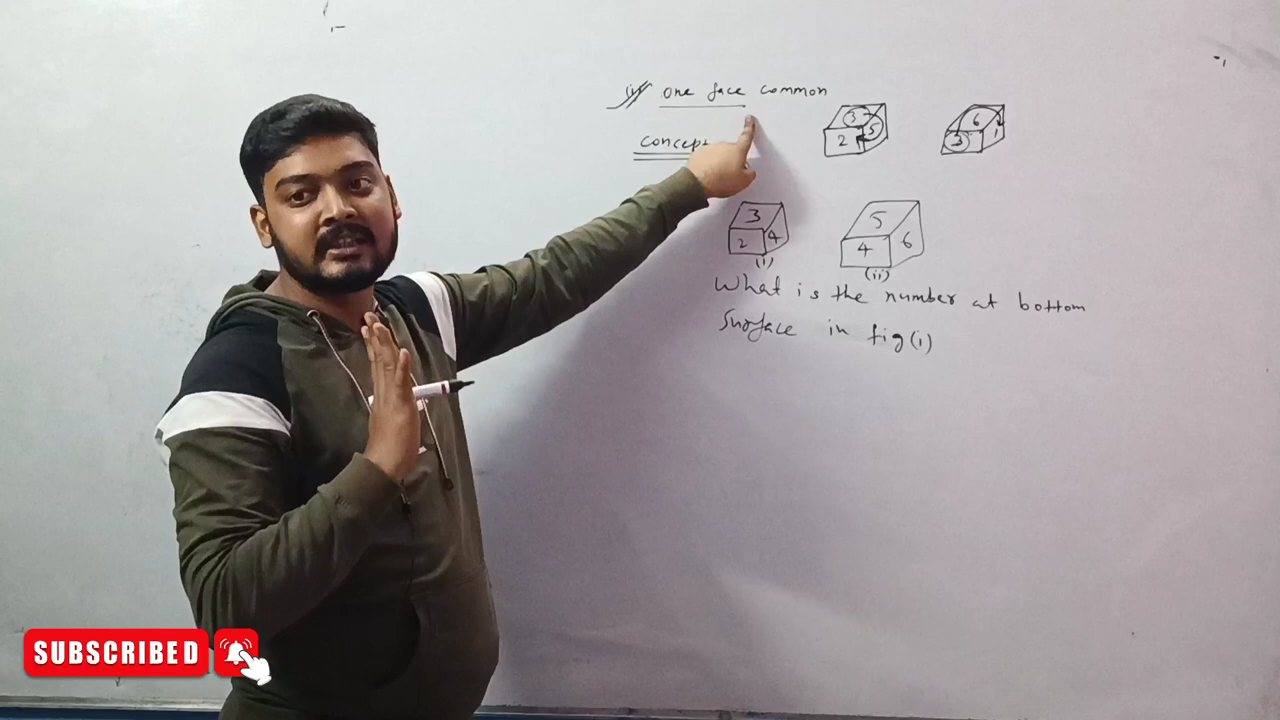 (ii) One face common
concept
3
2 5
6
3 1
3
2 4
(i)
5
4 6
(ii)
What is the number at bottom
Surface in fig(i)
SUBSCRIBED